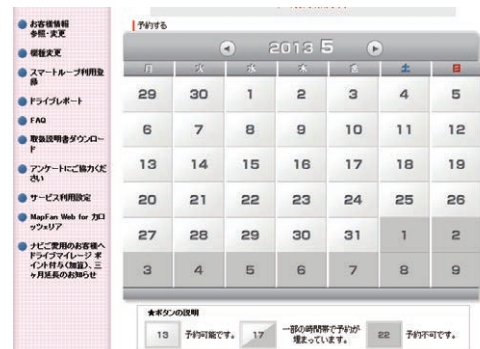 お客様情報
参照・変更
機種変更
スマートループ利用登
録
ドライブレポート
FAQ
取扱説明書ダウンロー
ド
アンケートにご協力くだ
さい
サービス利用設定
MapFan Web for カロ
ッツェリア
ナビご愛用のお客様へ
ドライブマイレージ ポ
イント付与(加算)、三
ヶ月延長のお知らせ
予約する
2013 5
月 火 水 木 金 土 日
29 30 1 2 3 4 5
6 7 8 9 10 11 12
13 14 15 16 17 18 19
20 21 22 23 24 25 26
27 28 29 30 31 1 2
3 4 5 6 7 8 9
★ボタンの説明
13 予約可能です。 17 一部の時間帯で予約が
埋まっています。 22 予約不可です。